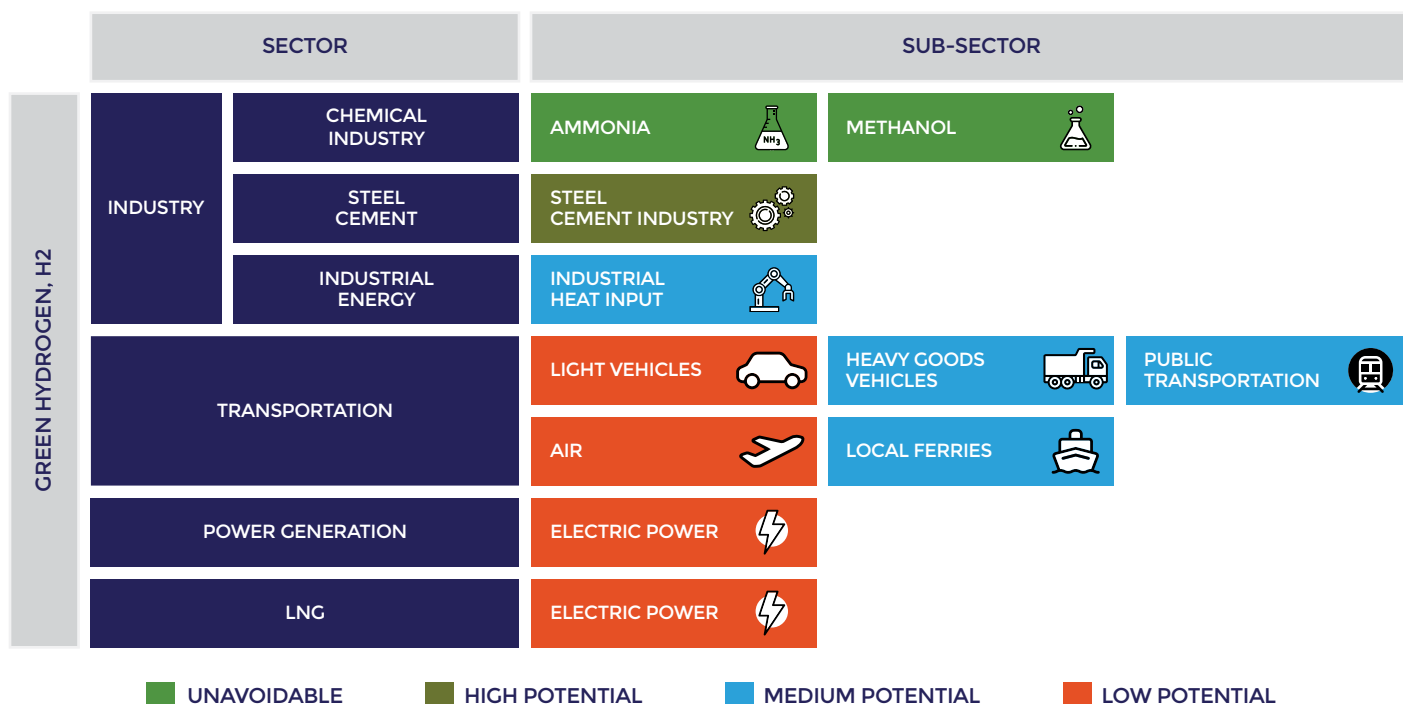 SECTOR
SUB-SECTOR
GREEN HYDROGEN, H2
INDUSTRY
CHEMICAL
INDUSTRY
AMMONIA
NH3
METHANOL
STEEL
CEMENT
STEEL
CEMENT INDUSTRY
INDUSTRIAL
ENERGY
INDUSTRIAL
HEAT INPUT
TRANSPORTATION
LIGHT VEHICLES
HEAVY GOODS
VEHICLES
PUBLIC
TRANSPORTATION
AIR
LOCAL FERRIES
POWER GENERATION
ELECTRIC POWER
LNG
ELECTRIC POWER
UNAVOIDABLE
HIGH POTENTIAL
MEDIUM POTENTIAL
LOW POTENTIAL